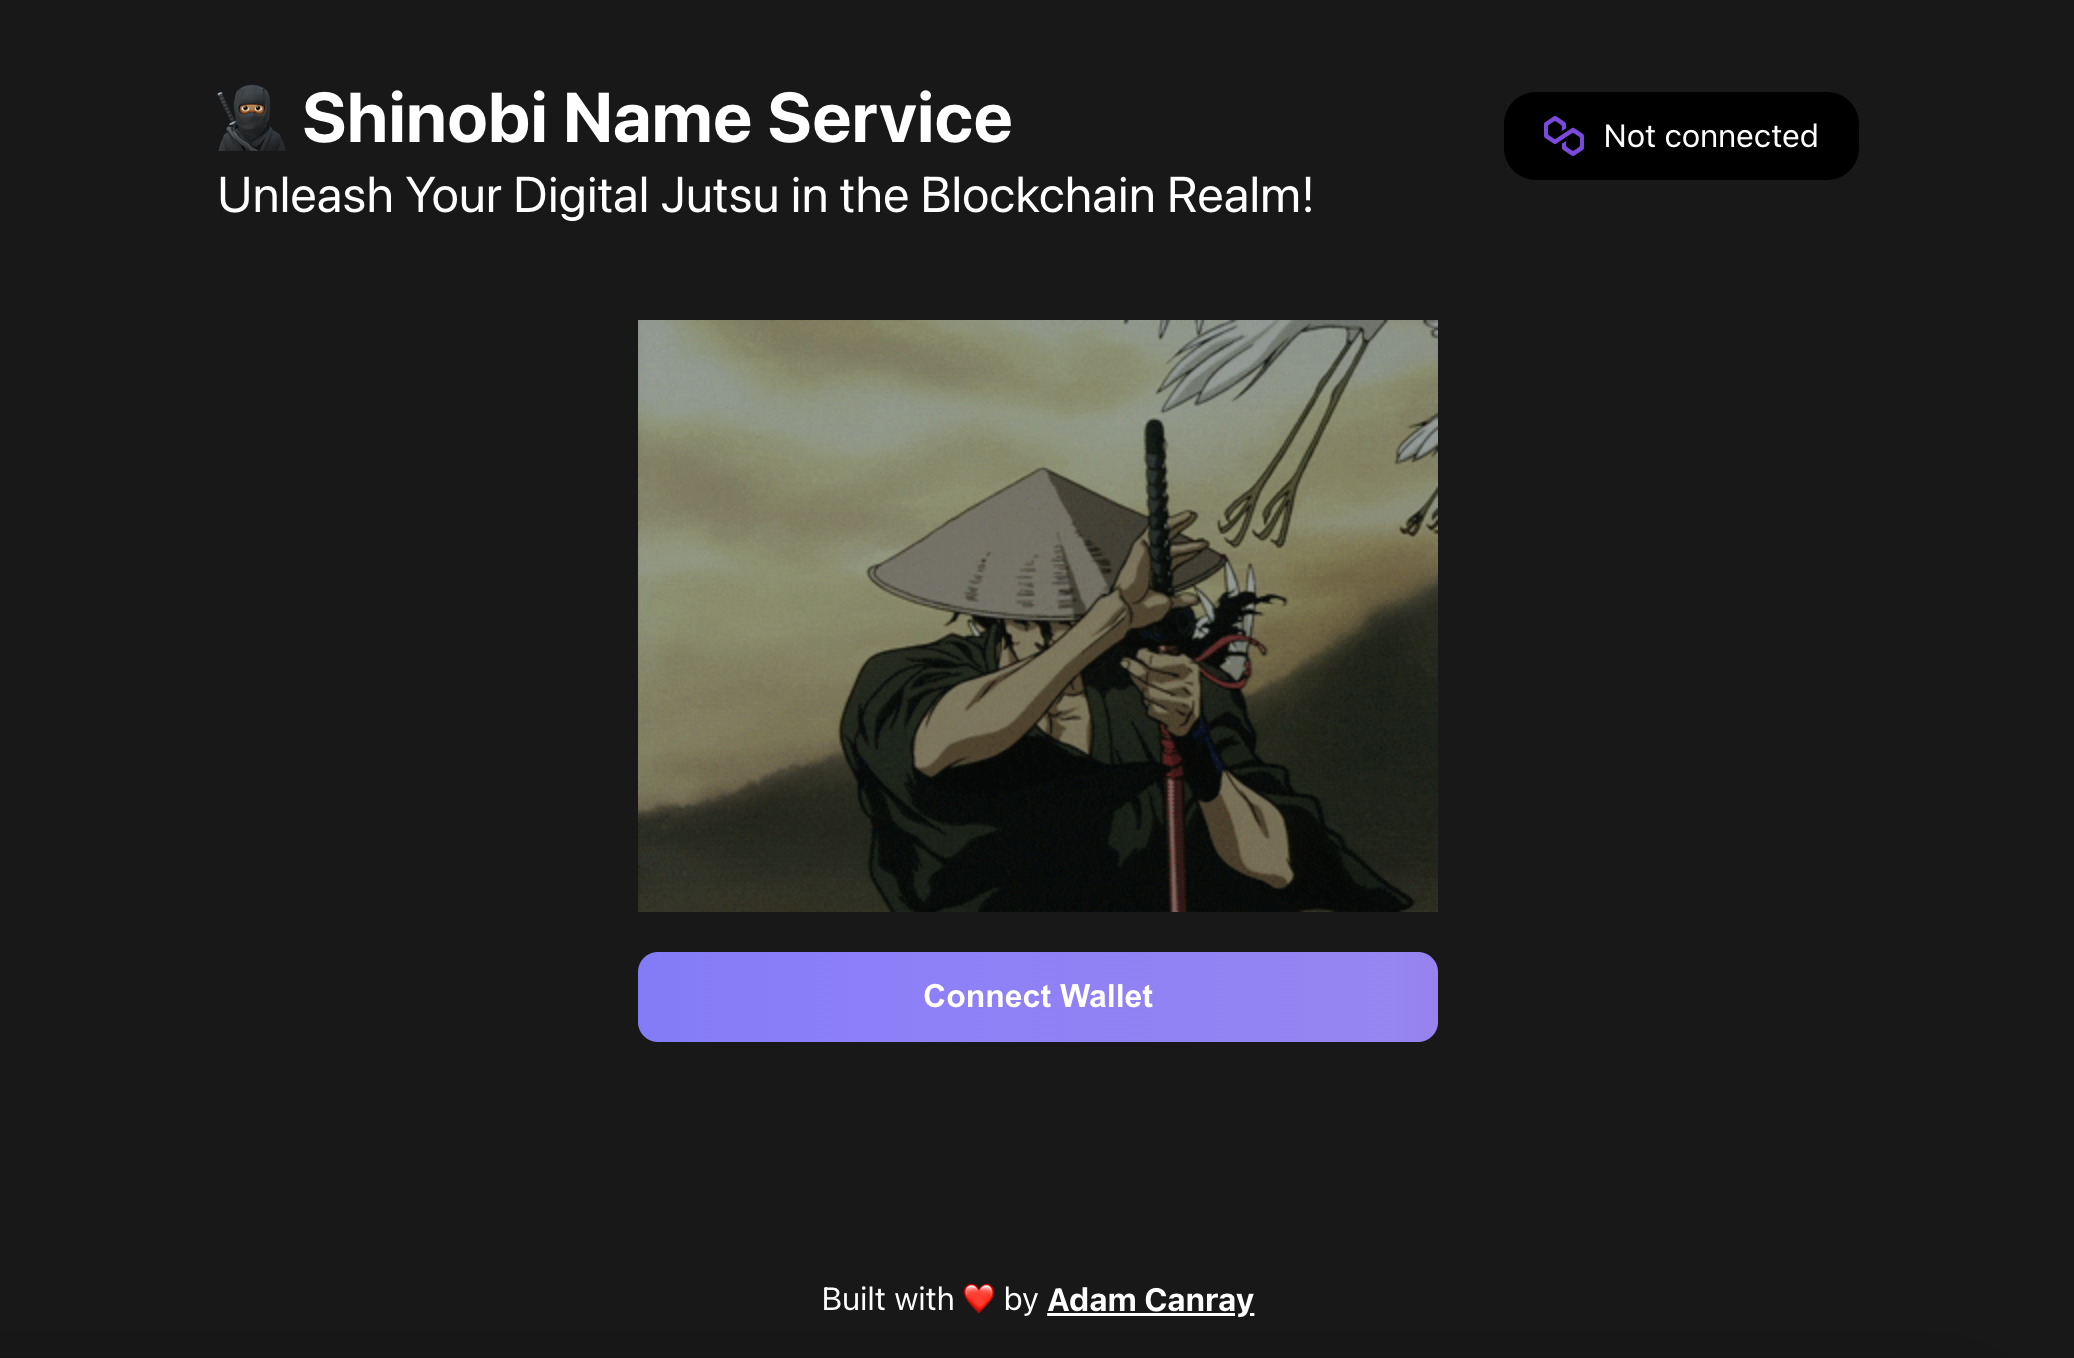 🥷 Shinobi Name Service
Unleash Your Digital Jutsu in the Blockchain Realm!
Not connected
Connect Wallet
Built with ❤️ by Adam Canray